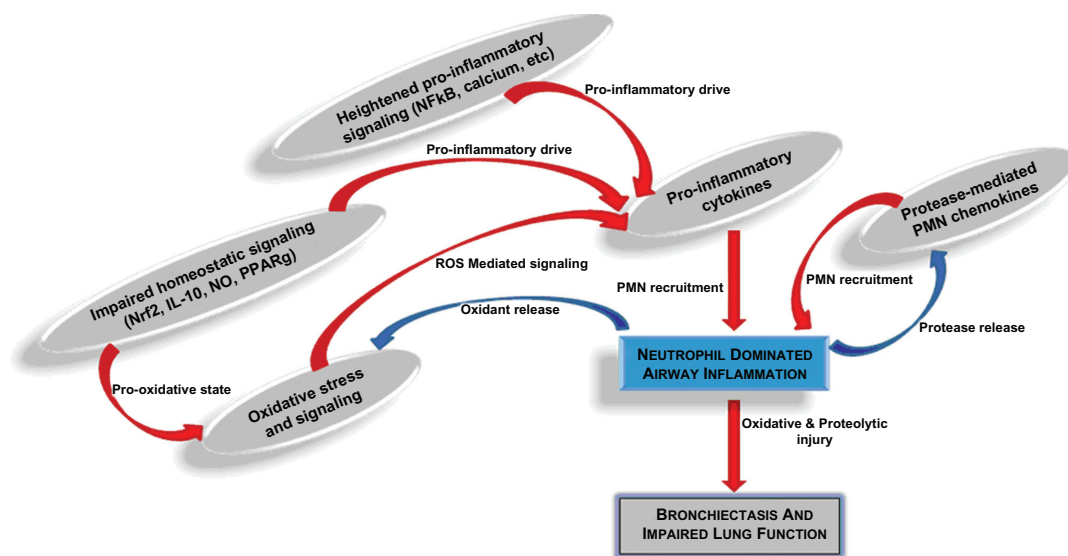 Heightened pro-inflammatory
signaling (NFkB, calcium, etc)
Pro-inflammatory drive
Pro-inflammatory drive
Pro-inflammatory
cytokines
Protease-mediated
PMN chemokines
Impaired homeostatic signaling
(Nrf2, IL-10, NO, PPARg)
ROS Mediated signaling
PMN recruitment
PMN recruitment
Oxidant release
Protease release
Pro-oxidative state
Oxidative stress
and signaling
NEUTROPHIL DOMINATED
AIRWAY INFLAMMATION
Oxidative & Proteolytic
injury
BRONCHIECTASIS AND
IMPAIRED LUNG FUNCTION